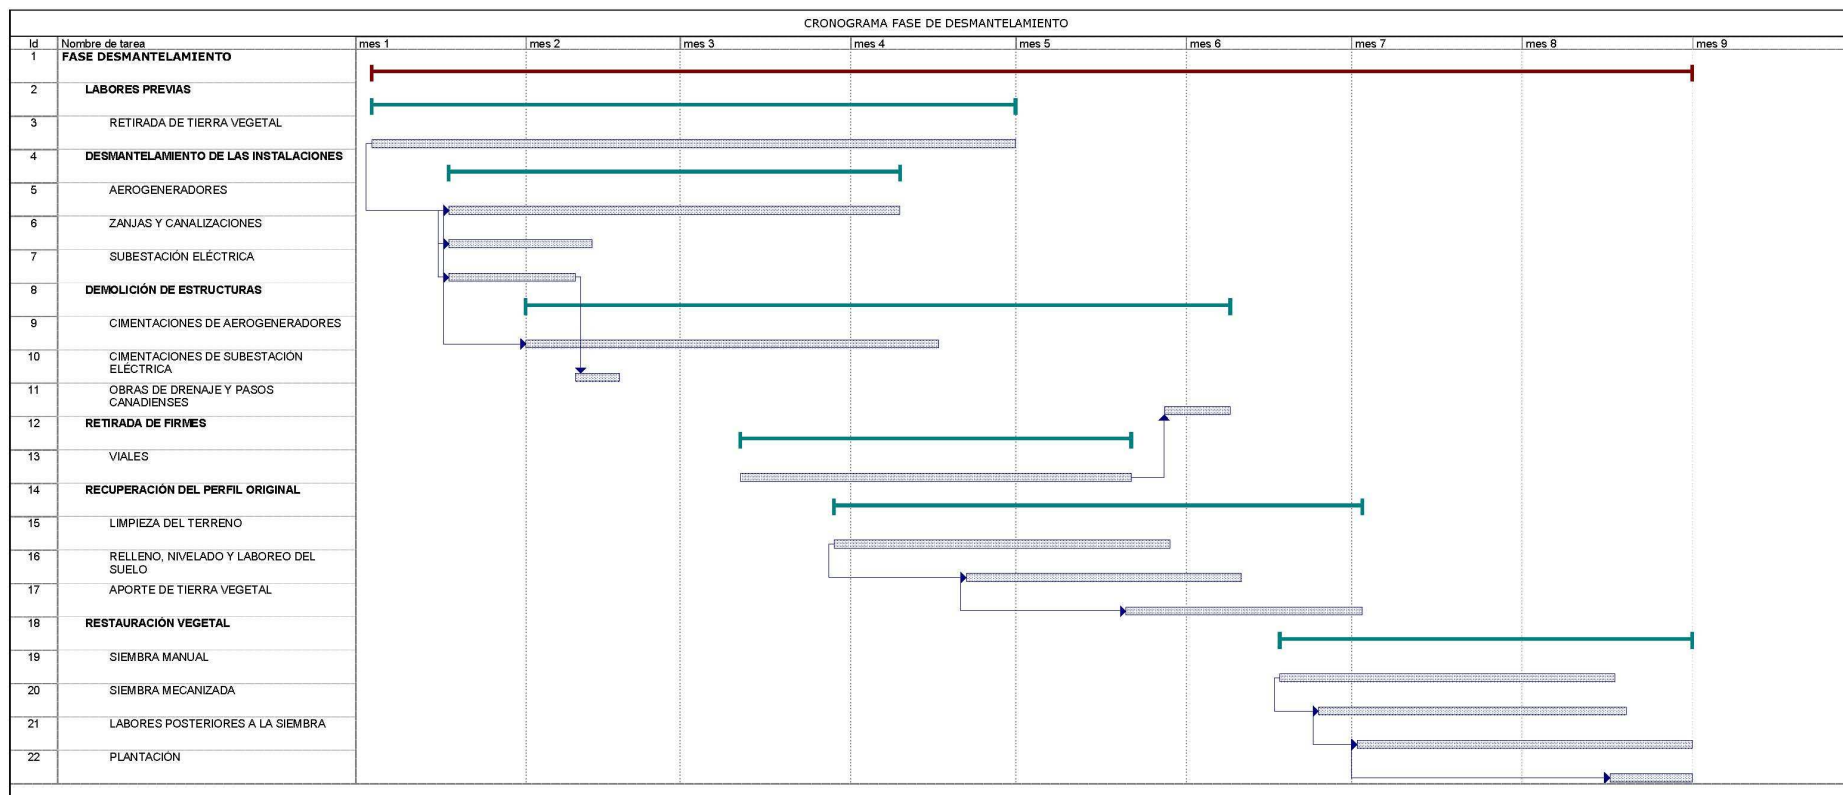 CRONOGRAMA FASE DE DESMANTELAMIENTO
Id Nombre de tarea mes 1 mes 2 mes 3 mes 4 mes 5 mes 6 mes 7 mes 8 mes 9
1 FASE DESMANTELAMIENTO
2 LABORES PREVIAS
3 RETIRADA DE TIERRA VEGETAL
4 DESMANTELAMIENTO DE LAS INSTALACIONES
5 AEROGENERADORES
6 ZANJAS Y CANALIZACIONES
7 SUBESTACIÓN ELÉCTRICA
8 DEMOLICIÓN DE ESTRUCTURAS
9 CIMENTACIONES DE AEROGENERADORES
10 CIMENTACIONES DE SUBESTACIÓN
ELÉCTRICA
11 OBRAS DE DRENAJE Y PASOS
CANADIENSES
12 RETIRADA DE FIRMES
13 VIALES
14 RECUPERACIÓN DEL PERFIL ORIGINAL
15 LIMPIEZA DEL TERRENO
16 RELLENO, NIVELADO Y LABOREO DEL
SUELO
17 APORTE DE TIERRA VEGETAL
18 RESTAURACIÓN VEGETAL
19 SIEMBRA MANUAL
20 SIEMBRA MECANIZADA
21 LABORES POSTERIORES A LA SIEMBRA
22 PLANTACIÓN